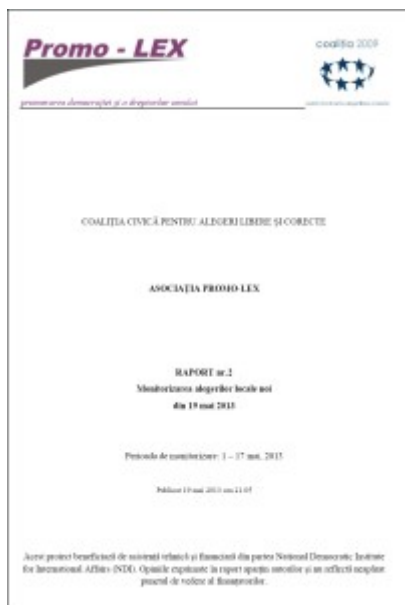 Promo - LEX
coaliția 2009
promovarea democrației și a drepturilor omului
COALIȚIA CIVICĂ PENTRU ALEGERI LIBERE ȘI CORECTE
ASOCIAȚIA PROMO-LEX
RAPORT nr.2
Monitorizarea alegerilor locale noi
din 19 mai 2013
Perioada de monitorizare: 1 – 17 mai, 2013
Publicat 19 mai 2013 ora
Acest proiect beneficiază de asistență tehnică și financiară din partea National Democratic Institute
for International Affairs (NDI). Opiniile exprimate în raport aparțin autorilor și nu reflectă neapărat
punctul de vedere al finanțatorilor.